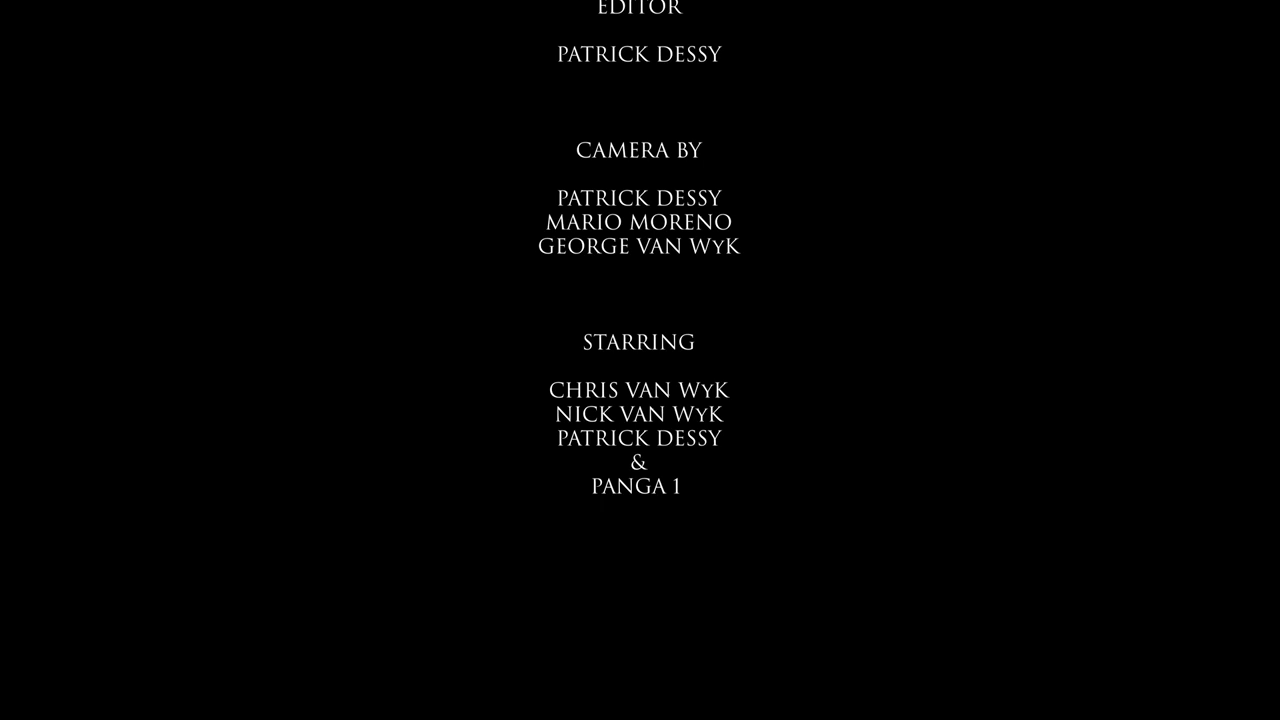 EDITOR
PATRICK DESSY
CAMERA BY
PATRICK DESSY
MARIO MORENO
GEORGE VAN WyK
STARRING
CHRIS VAN WyK
NICK VAN WyK
PATRICK DESSY
&
PANGA 1